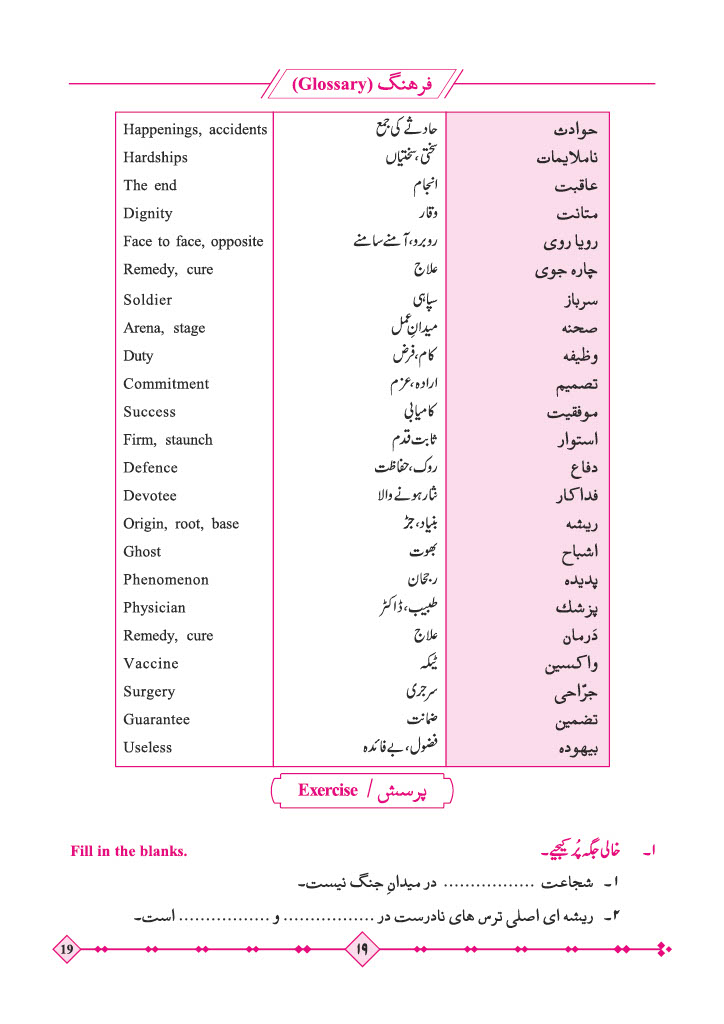 فرهنگ (Glossary)
حوادث حادثے کی جمع Happenings, accidents
ناملایمات سختی، سختیاں Hardships
عاقبت انجام The end
متانت وقار Dignity
رویا روی روبرو، آمنے سامنے Face to face, opposite
چاره جوی علاج Remedy, cure
سرباز سپاہی Soldier
صحنه میدانِ عمل Arena, stage
وظیفه کام، فرض Duty
تصمیم ارادہ، عزم Commitment
موفقیت کامیابی Success
استوار ثابت قدم Firm, staunch
دفاع روک، حفاظت Defence
فداکار نثار ہونے والا Devotee
ریشه بنیاد، جڑ Origin, root, base
اشباح بھوت Ghost
پدیده رجحان Phenomenon
پزشك طبیب، ڈاکٹر Physician
دَرمان علاج Remedy, cure
واکسین ٹیکہ Vaccine
جرّاحی سرجری Surgery
تضمین ضمانت Guarantee
بیهوده فضول، بے فائدہ Useless
پرسش / Exercise
۱۔ خالی جگہ پُر کیجیے۔ Fill in the blanks.
۱۔ شجاعت ................. در میدانِ جنگ نیست۔
۲۔ ریشه ای اصلی ترس های نادرست در ................. و ................. است۔
19 ۱۹